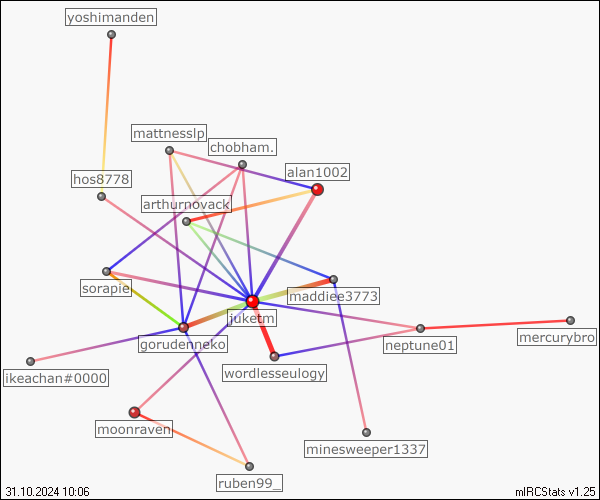 yoshimanden
mattnesslp
chobham.
alan1002
hos8778
arthurnovack
sorapie
maddiee3773
juketm
gorudenneko
neptune01
mercurybro
ikeachan#0000
wordlesseulogy
moonraven
minesweeper1337
ruben99_
31.10.2024 10:06
mIRCStats v1.25